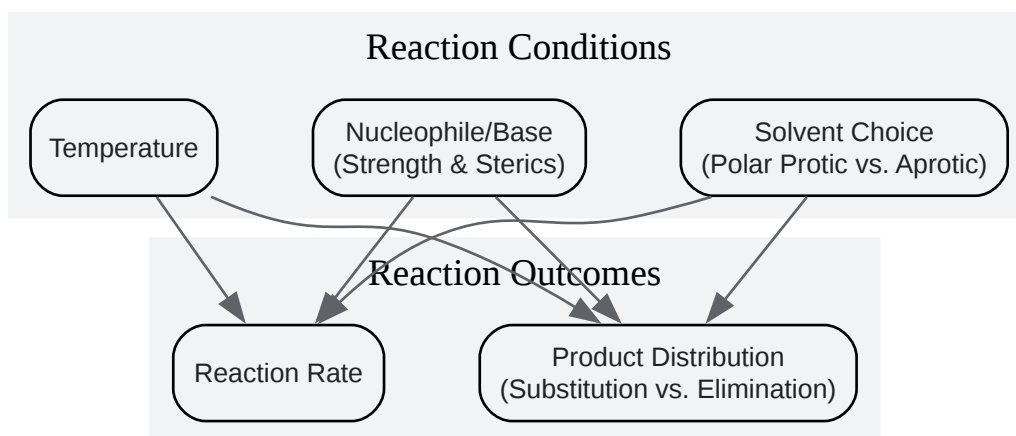 Reaction Conditions
Temperature
Nucleophile/Base
(Strength & Sterics)
Solvent Choice
(Polar Protic vs. Aprotic)
Reaction Outcomes
Reaction Rate
Product Distribution
(Substitution vs. Elimination)